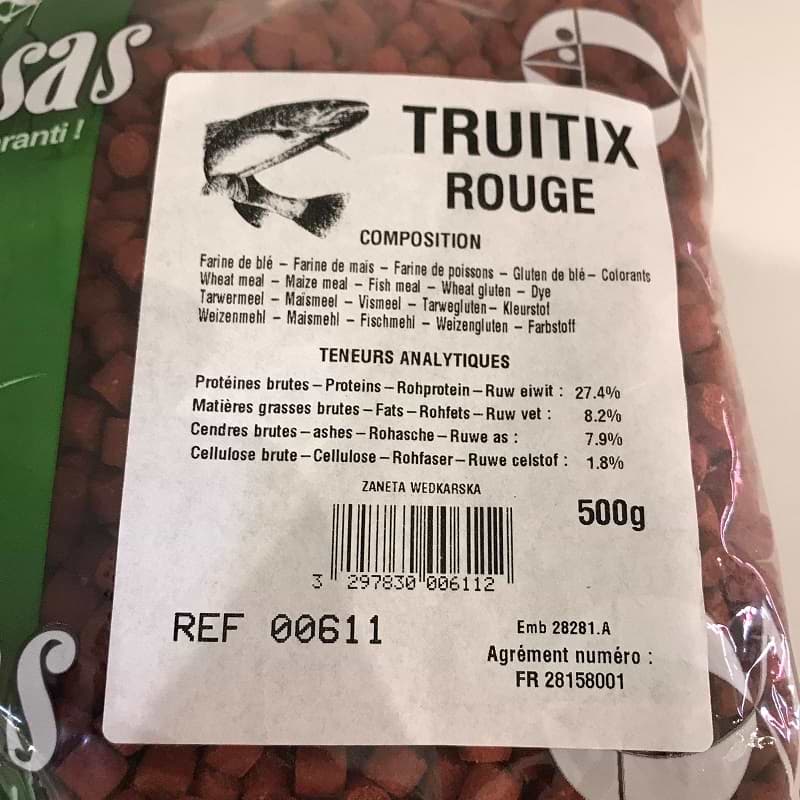 sas
ranti !
TRUITIX
ROUGE
COMPOSITION
Farine de blé – Farine de maïs – Farine de poissons – Gluten de blé – Colorants
Wheat meal – Maize meal – Fish meal – Wheat gluten – Dye
Tarwermeel – Maismeel – Vismeel – Tarwegluten – Kleurstof
Weizenmehl – Maismehl – Fischmehl – Weizengluten – Farbstoff
TENEURS ANALYTIQUES
Protéines brutes – Proteins – Rohprotein – Ruw eiwit : 27.4%
Matières grasses brutes – Fats – Rohfets – Ruw vet : 8.2%
Cendres brutes – ashes – Rohasche – Ruwe as : 7.9%
Cellulose brute – Cellulose – Rohfaser – Ruwe celstof : 1.8%
ZANETA WEDKARSKA
500g
3 297830 006112
REF 00611
Emb 28281.A
Agrément numéro :
FR 28158001
s